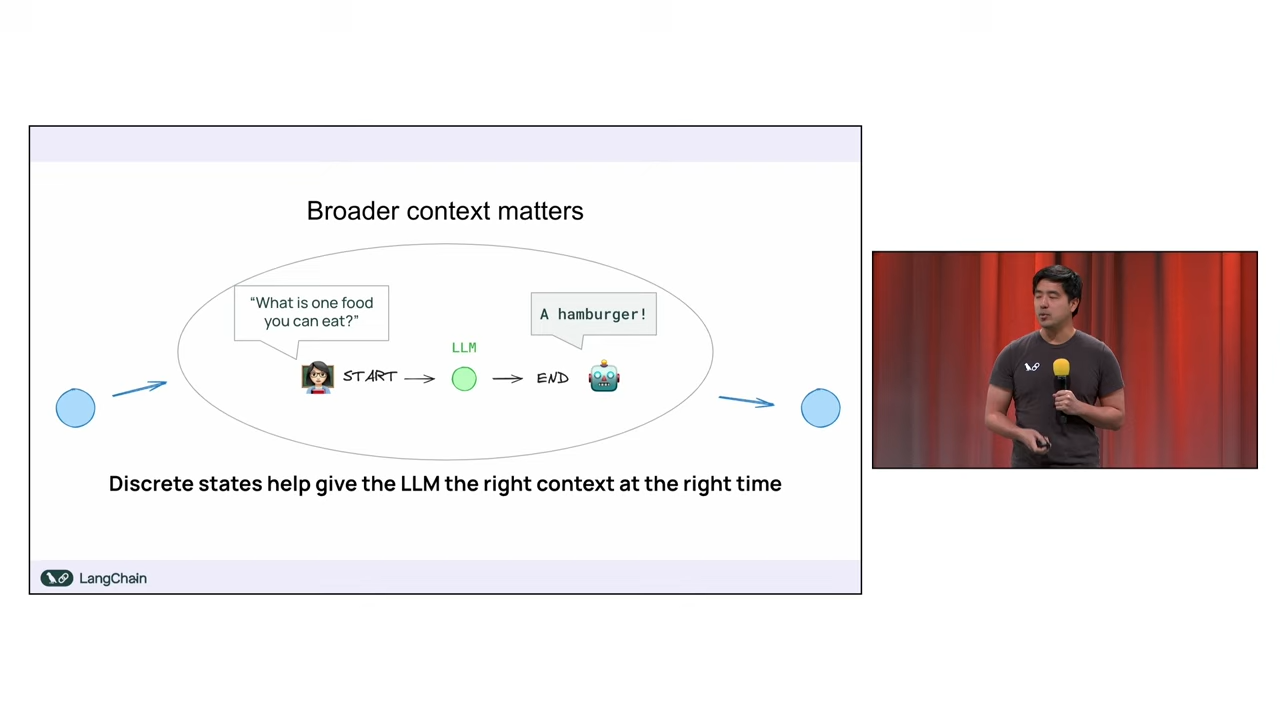 Broader context matters
“What is one food
you can eat?”
A hamburger!
LLM
START
END
Discrete states help give the LLM the right context at the right time
LangChain